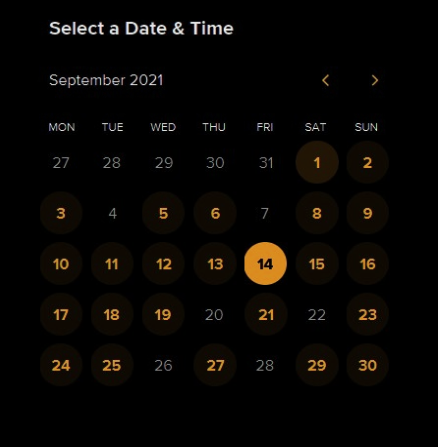 Select a Date & Time
September 2021
MON TUE WED THU FRI SAT SUN
27 28 29 30 31 1 2
3 4 5 6 7 8 9
10 11 12 13 14 15 16
17 18 19 20 21 22 23
24 25 26 27 28 29 30